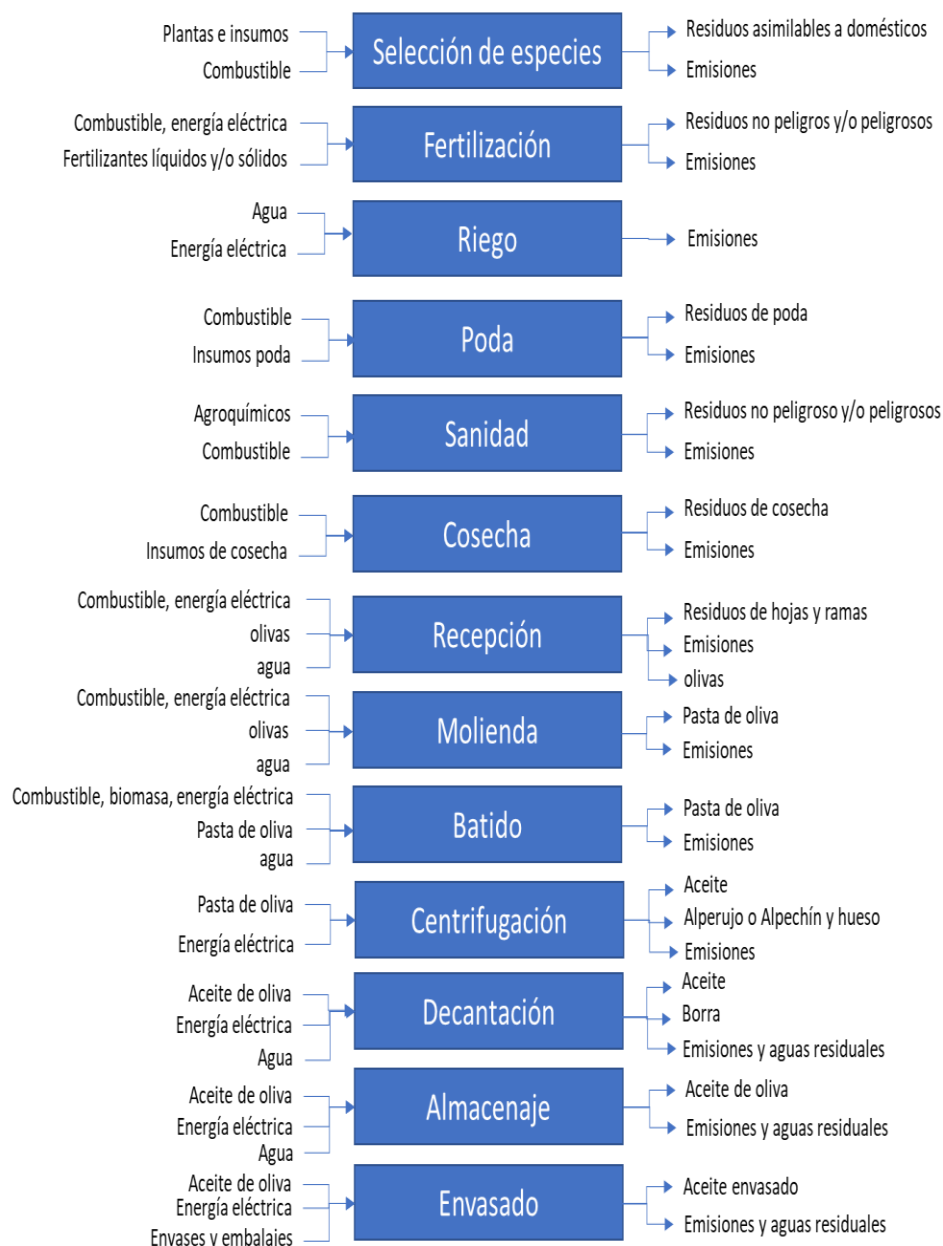 Plantas e insumos
Combustible
Selección de especies
Residuos asimilables a domésticos
Emisiones
Combustible, energía eléctrica
Fertilizantes líquidos y/o sólidos
Fertilización
Residuos no peligros y/o peligrosos
Emisiones
Agua
Energía eléctrica
Riego
Emisiones
Combustible
Insumos poda
Poda
Residuos de poda
Emisiones
Agroquímicos
Combustible
Sanidad
Residuos no peligroso y/o peligrosos
Emisiones
Combustible
Insumos de cosecha
Cosecha
Residuos de cosecha
Emisiones
Combustible, energía eléctrica
olivas
agua
Recepción
Residuos de hojas y ramas
Emisiones
olivas
Combustible, energía eléctrica
olivas
agua
Molienda
Pasta de oliva
Emisiones
Combustible, biomasa, energía eléctrica
Pasta de oliva
agua
Batido
Pasta de oliva
Emisiones
Pasta de oliva
Energía eléctrica
Centrifugación
Aceite
Alperujo o Alpechín y hueso
Emisiones
Aceite de oliva
Energía eléctrica
Agua
Decantación
Aceite
Borra
Emisiones y aguas residuales
Aceite de oliva
Energía eléctrica
Agua
Almacenaje
Aceite de oliva
Emisiones y aguas residuales
Aceite de oliva
Energía eléctrica
Envases y embalajes
Envasado
Aceite envasado
Emisiones y aguas residuales